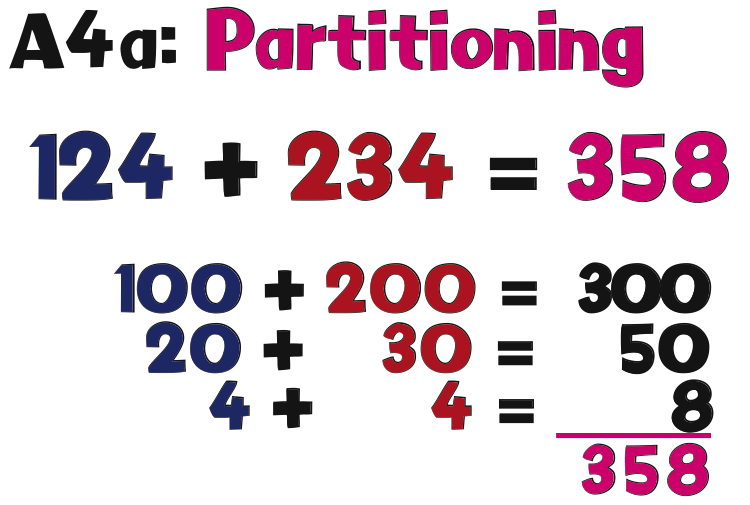 A4a: Partitioning
124 + 234 = 358
100 + 200 = 300
20 + 30 = 50
4 + 4 = 8
358